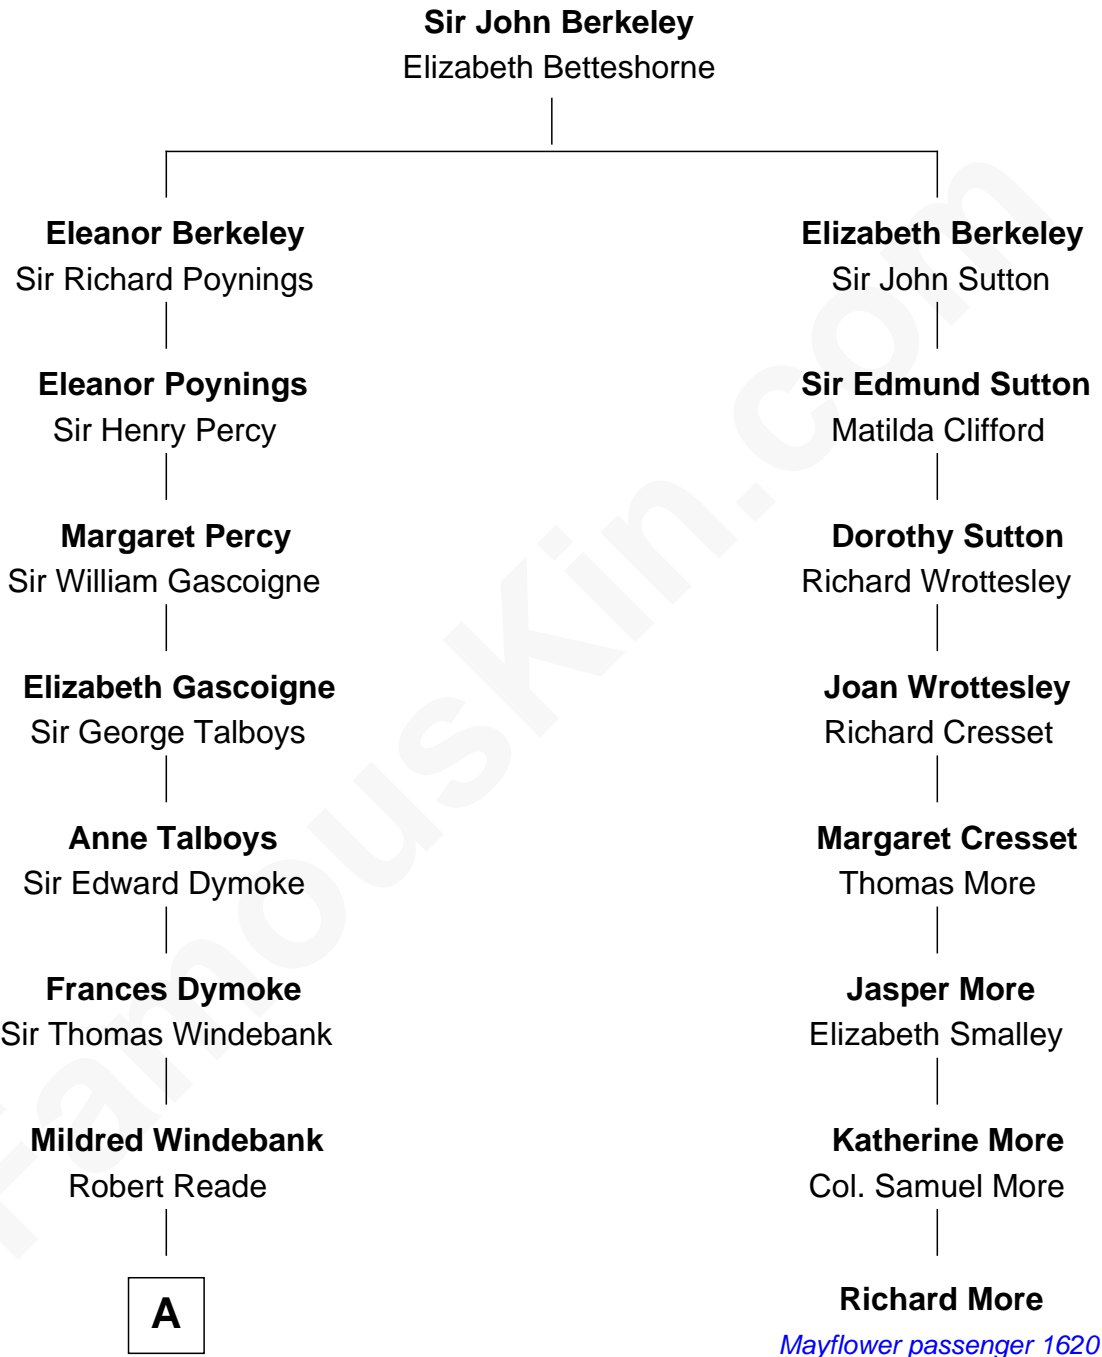 Sir John Berkeley
Elizabeth Betteshorne
Eleanor Berkeley
Sir Richard Poynings
Eleanor Poynings
Sir Henry Percy
Margaret Percy
Sir William Gascoigne
Elizabeth Gascoigne
Sir George Talboys
Anne Talboys
Sir Edward Dymoke
Frances Dymoke
Sir Thomas Windebank
Mildred Windebank
Robert Reade
A
Elizabeth Berkeley
Sir John Sutton
Sir Edmund Sutton
Matilda Clifford
Dorothy Sutton
Richard Wrottesley
Joan Wrottesley
Richard Cresset
Margaret Cresset
Thomas More
Jasper More
Elizabeth Smalley
Katherine More
Col. Samuel More
Richard More
Mayflower passenger 1620
FamousKin.com